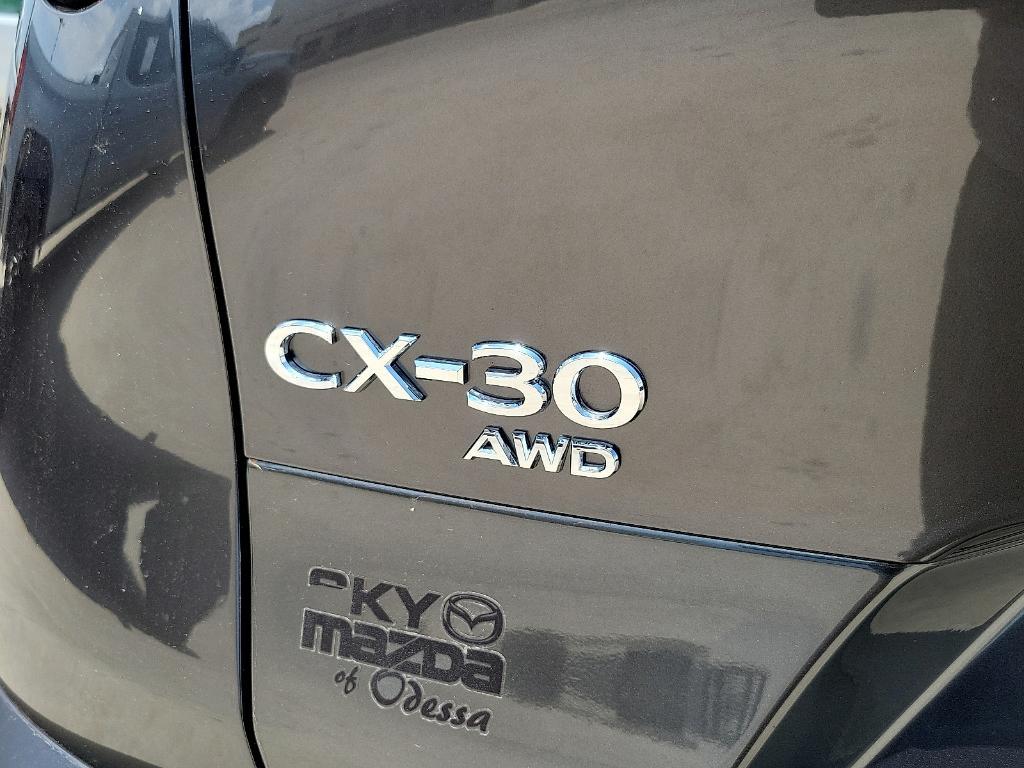 CX-30
AWD
KY
mazDa
of Odessa